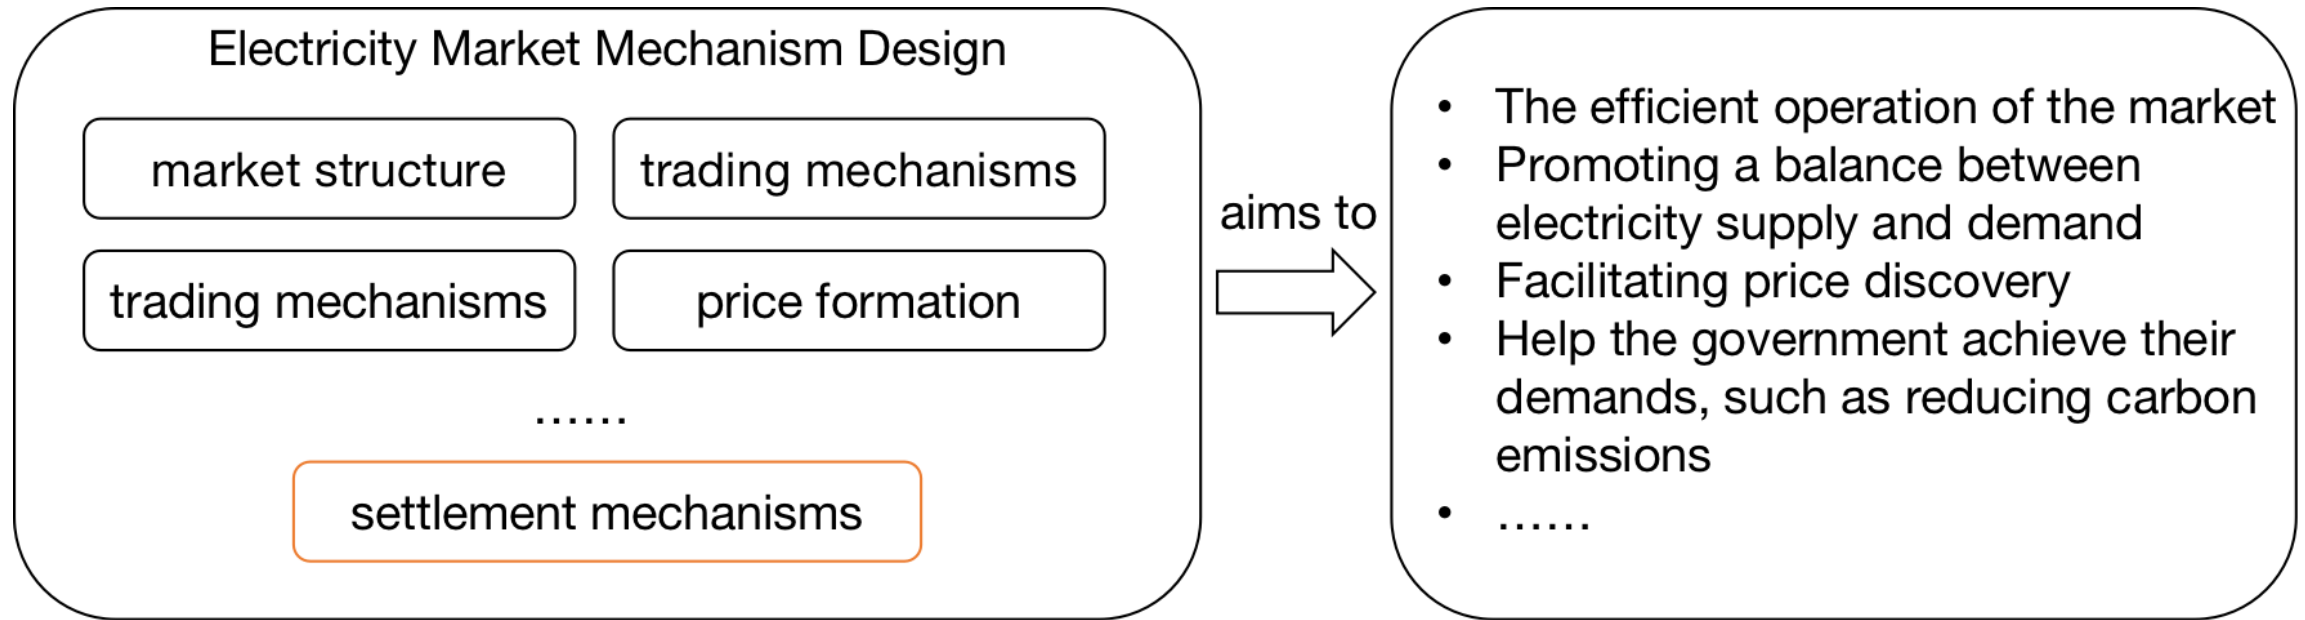 Electricity Market Mechanism Design
market structure
trading mechanisms
trading mechanisms
price formation
......
settlement mechanisms
aims to
• The efficient operation of the market
• Promoting a balance between
electricity supply and demand
• Facilitating price discovery
• Help the government achieve their
demands, such as reducing carbon
emissions
• ......